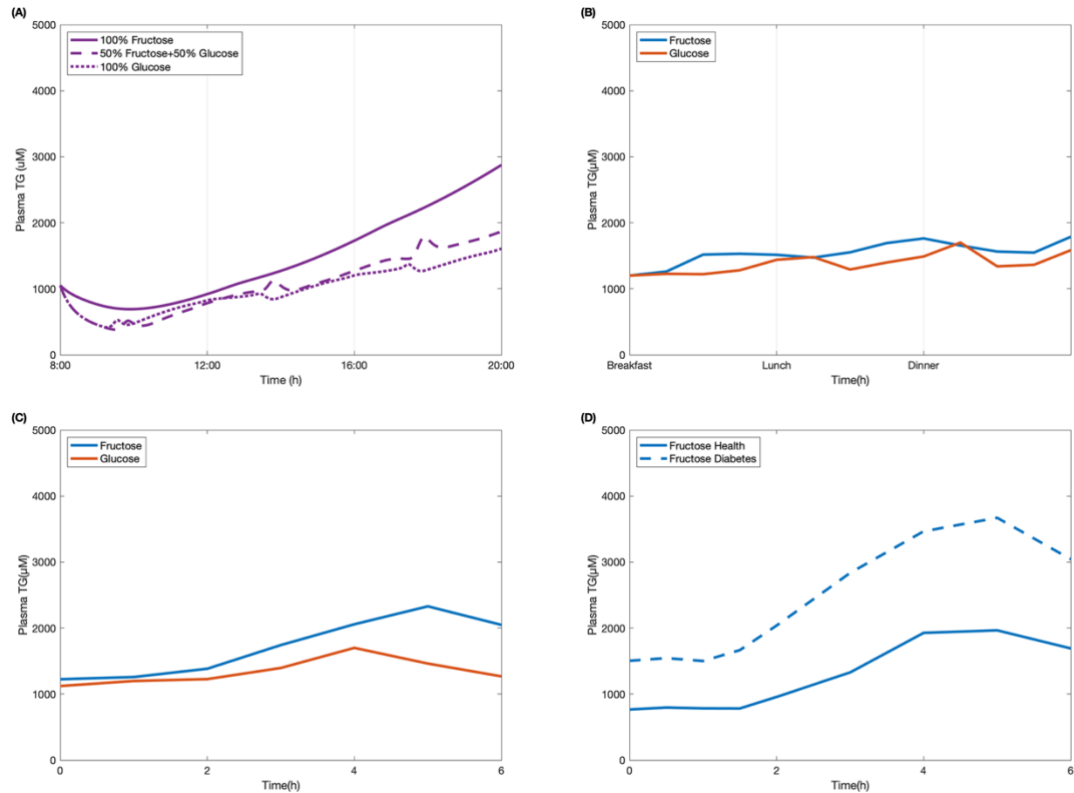 (A)
5000
4000
3000
2000
1000
0
Plasma TG (uM)
100% Fructose
50% Fructose+50% Glucose
100% Glucose
8:00 12:00 16:00 20:00
Time (h)
(B)
5000
4000
3000
2000
1000
0
Plasma TG(µM)
Fructose
Glucose
Breakfast Lunch Dinner
Time(h)
(C)
5000
4000
3000
2000
1000
0
Plasma TG(µM)
Fructose
Glucose
0 2 4 6
Time(h)
(D)
5000
4000
3000
2000
1000
0
Plasma TG(µM)
Fructose Health
Fructose Diabetes
0 2 4 6
Time(h)